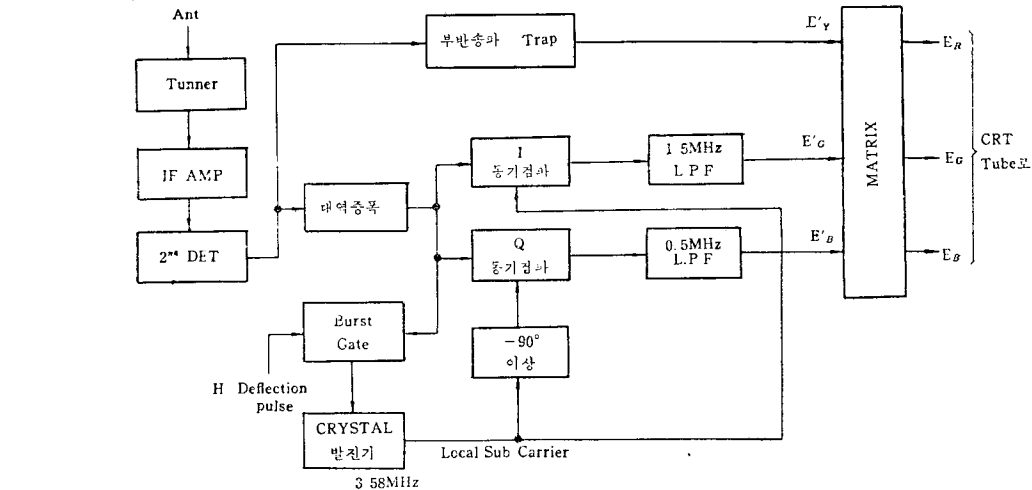 Ant
Tunner
IF AMP
2nd DET
부반송파 Trap
대역증폭
I
동기검파
Q
동기검파
1 5MHz
L P F
0.5MHz
L.P.F
-90°
이상
Burst
Gate
H Deflection
pulse
CRYSTAL
발진기
3 58MHz
Local Sub Carrier
E'Y
E'G
E'B
MATRIX
ER
EG
EB
CRT
Tube로